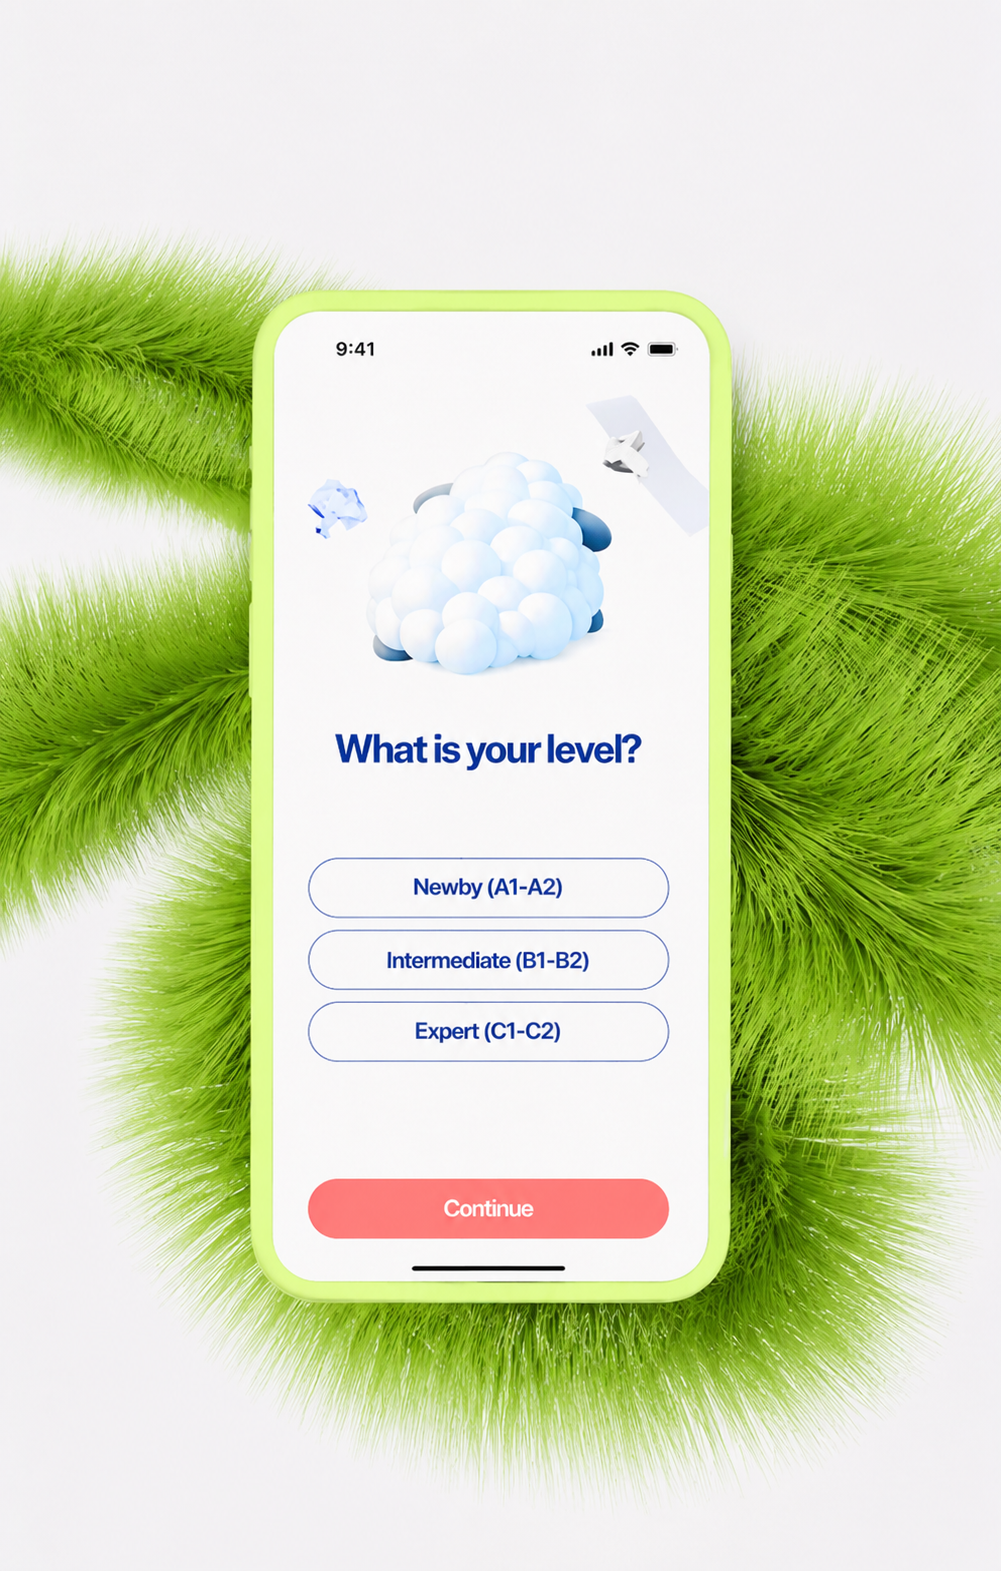 9:41
What is your level?
Newby (A1-A2)
Intermediate (B1-B2)
Expert (C1-C2)
Continue